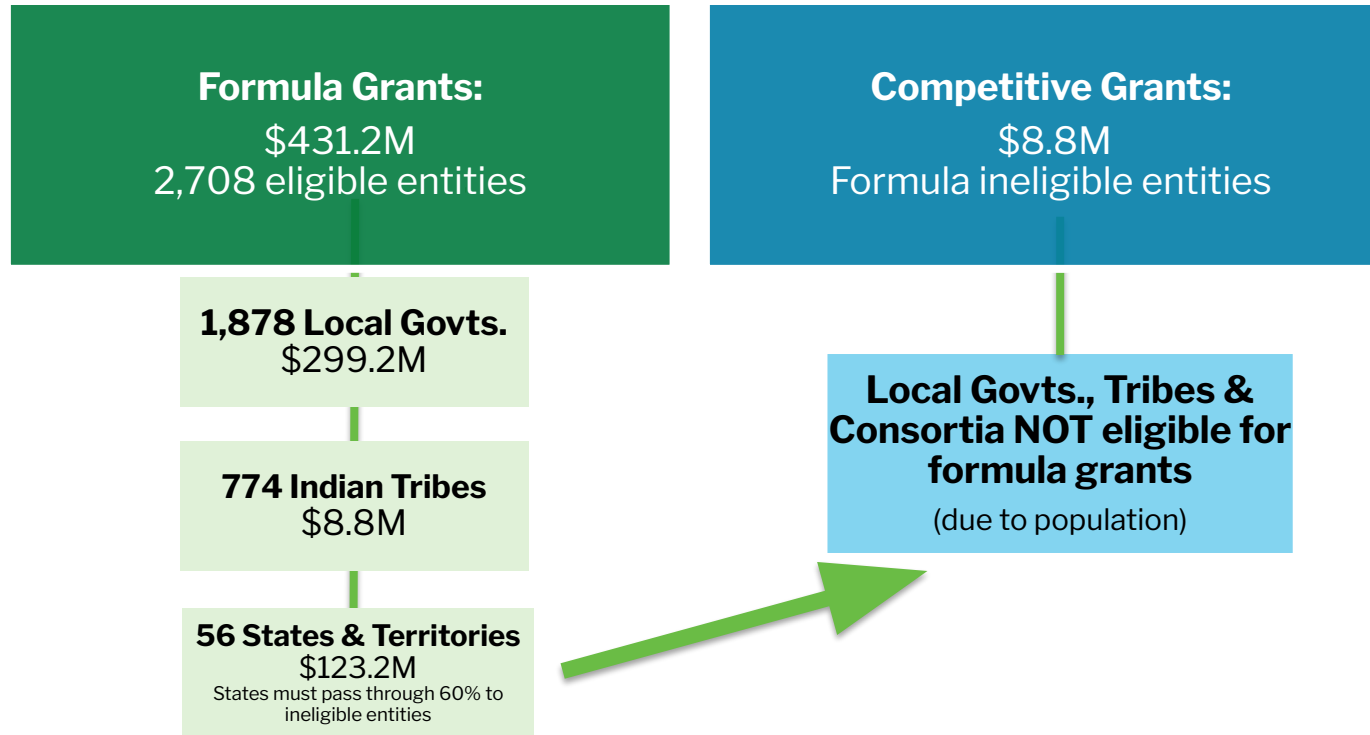 Formula Grants:
$431.2M
2,708 eligible entities
1,878 Local Govts.
$299.2M
774 Indian Tribes
$8.8M
56 States & Territories
$123.2M
States must pass through 60% to
ineligible entities
Competitive Grants:
$8.8M
Formula ineligible entities
Local Govts., Tribes &
Consortia NOT eligible for
formula grants
(due to population)